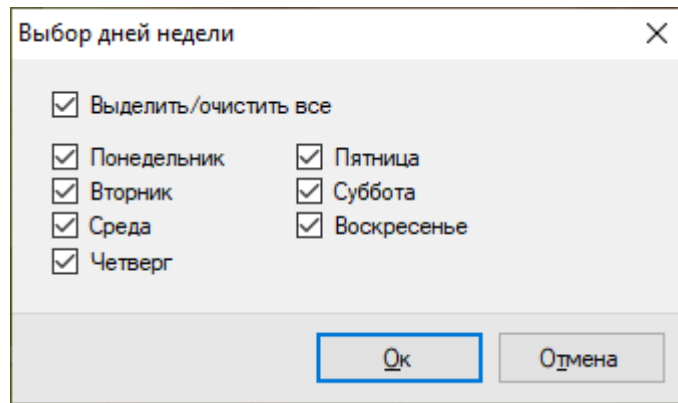 Выбор дней недели
Выделить/очистить все
Понедельник
Вторник
Среда
Четверг
Пятница
Суббота
Воскресенье
Ок
Отмена